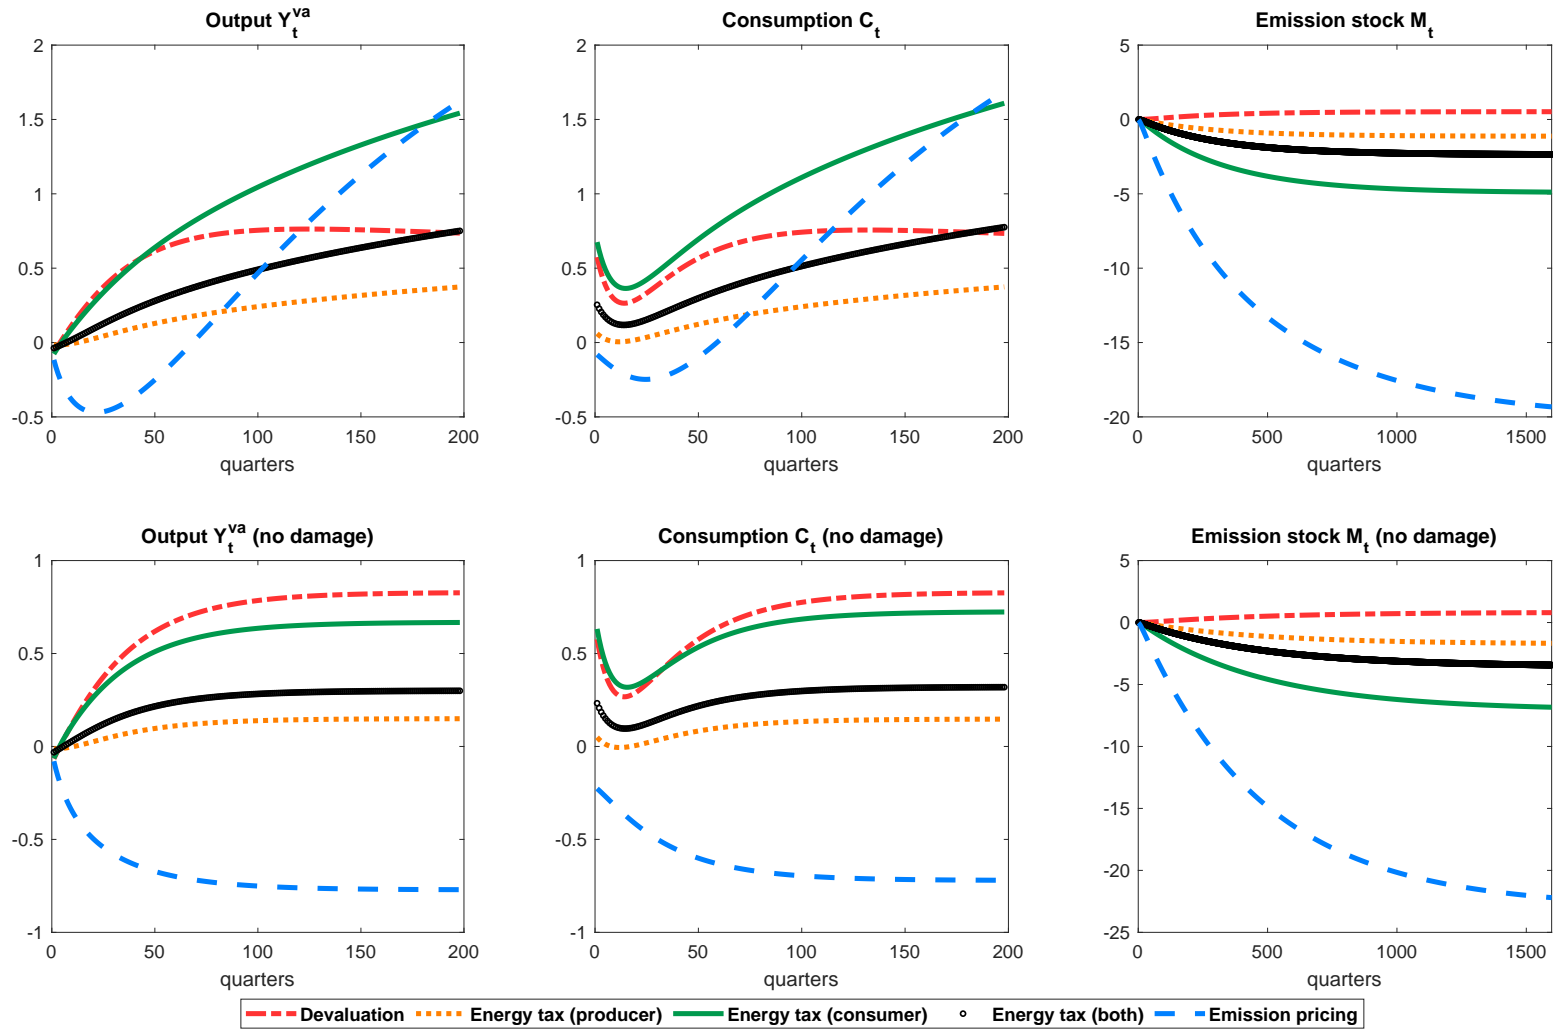 Output Y_t^va
2
1.5
1
0.5
0
-0.5
0 50 100 150 200
quarters
Consumption C_t
2
1.5
1
0.5
0
-0.5
0 50 100 150 200
quarters
Emission stock M_t
5
0
-5
-10
-15
-20
0 500 1000 1500
quarters
Output Y_t^va (no damage)
1
0.5
0
-0.5
-1
0 50 100 150 200
quarters
Consumption C_t (no damage)
1
0.5
0
-0.5
-1
0 50 100 150 200
quarters
Emission stock M_t (no damage)
5
0
-5
-10
-15
-20
-25
0 500 1000 1500
quarters
Devaluation Energy tax (producer) Energy tax (consumer) Energy tax (both) Emission pricing